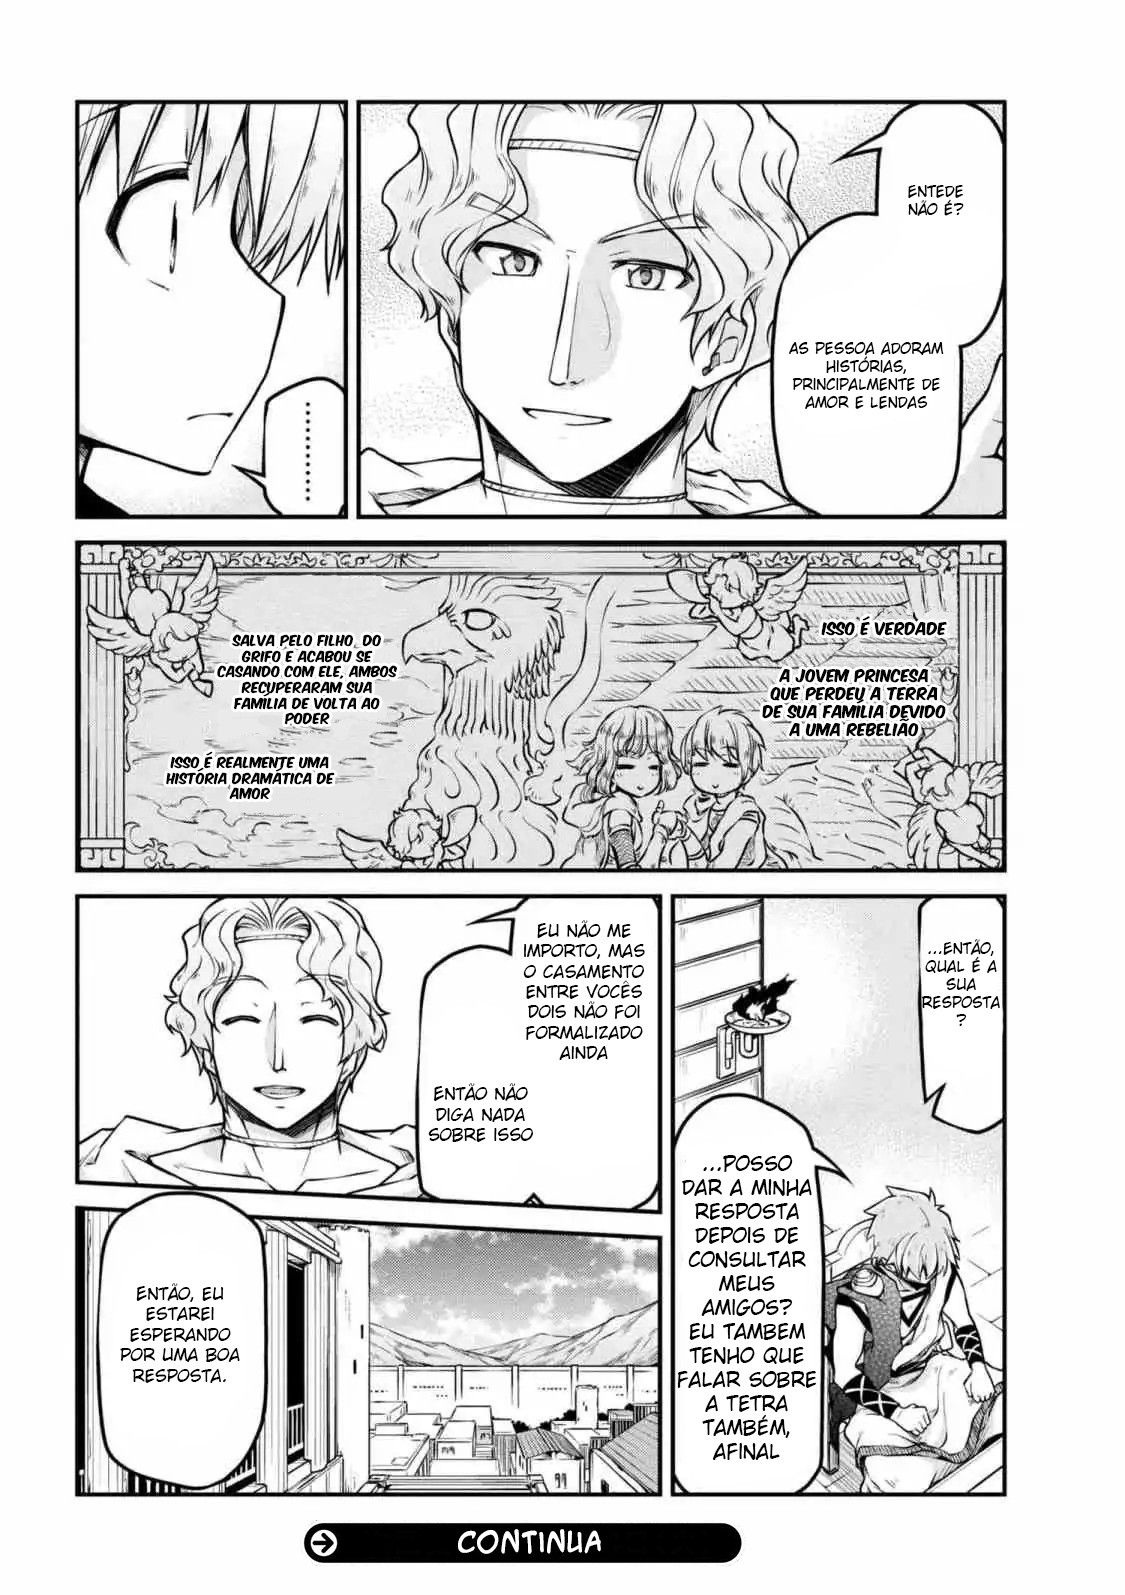 ENTEDE
NÃO É?
AS PESSOA ADORAM
HISTÓRIAS,
PRINCIPALMENTE DE
AMOR E LENDAS
..........
ISSO É VERDADE
A JOVEM PRINCESA
QUE PERDEU A TERRA
DE SUA FAMÍLIA DEVIDO
A UMA REBELIÃO
SALVA PELO FILHO DO
GRIFO E ACABOU SE
CASANDO COM ELE, AMBOS
RECUPERARAM SUA
FAMÍLIA DE VOLTA AO
PODER
ISSO É REALMENTE UMA
HISTÓRIA DRAMÁTICA DE
AMOR
EU NÃO ME
IMPORTO, MAS
O CASAMENTO
ENTRE VOCÊS
DOIS NÃO FOI
FORMALIZADO
AINDA
ENTÃO NÃO
DIGA NADA
SOBRE ISSO
...ENTÃO,
QUAL É A
SUA
RESPOSTA
?
...POSSO
DAR A MINHA
RESPOSTA
DEPOIS DE
CONSULTAR
MEUS
AMIGOS?
EU TAMBEM
TENHO QUE
FALAR SOBRE
A TETRA
TAMBÉM,
AFINAL
ENTÃO, EU
ESTAREI
ESPERANDO
POR UMA BOA
RESPOSTA.
CONTINUA